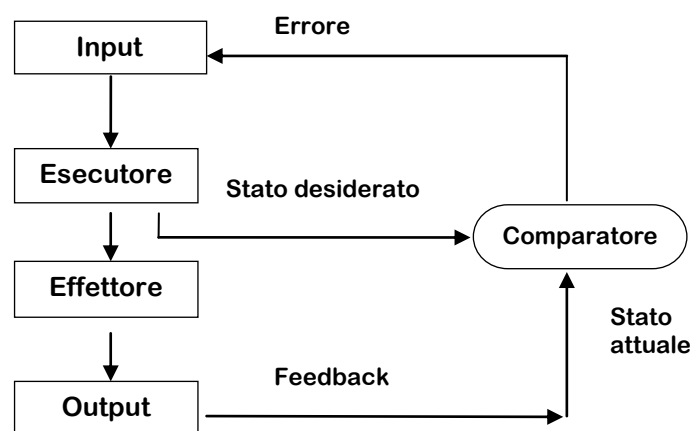 Errore
Input
Esecutore
Stato desiderato
Comparatore
Effettore
Stato
attuale
Feedback
Output